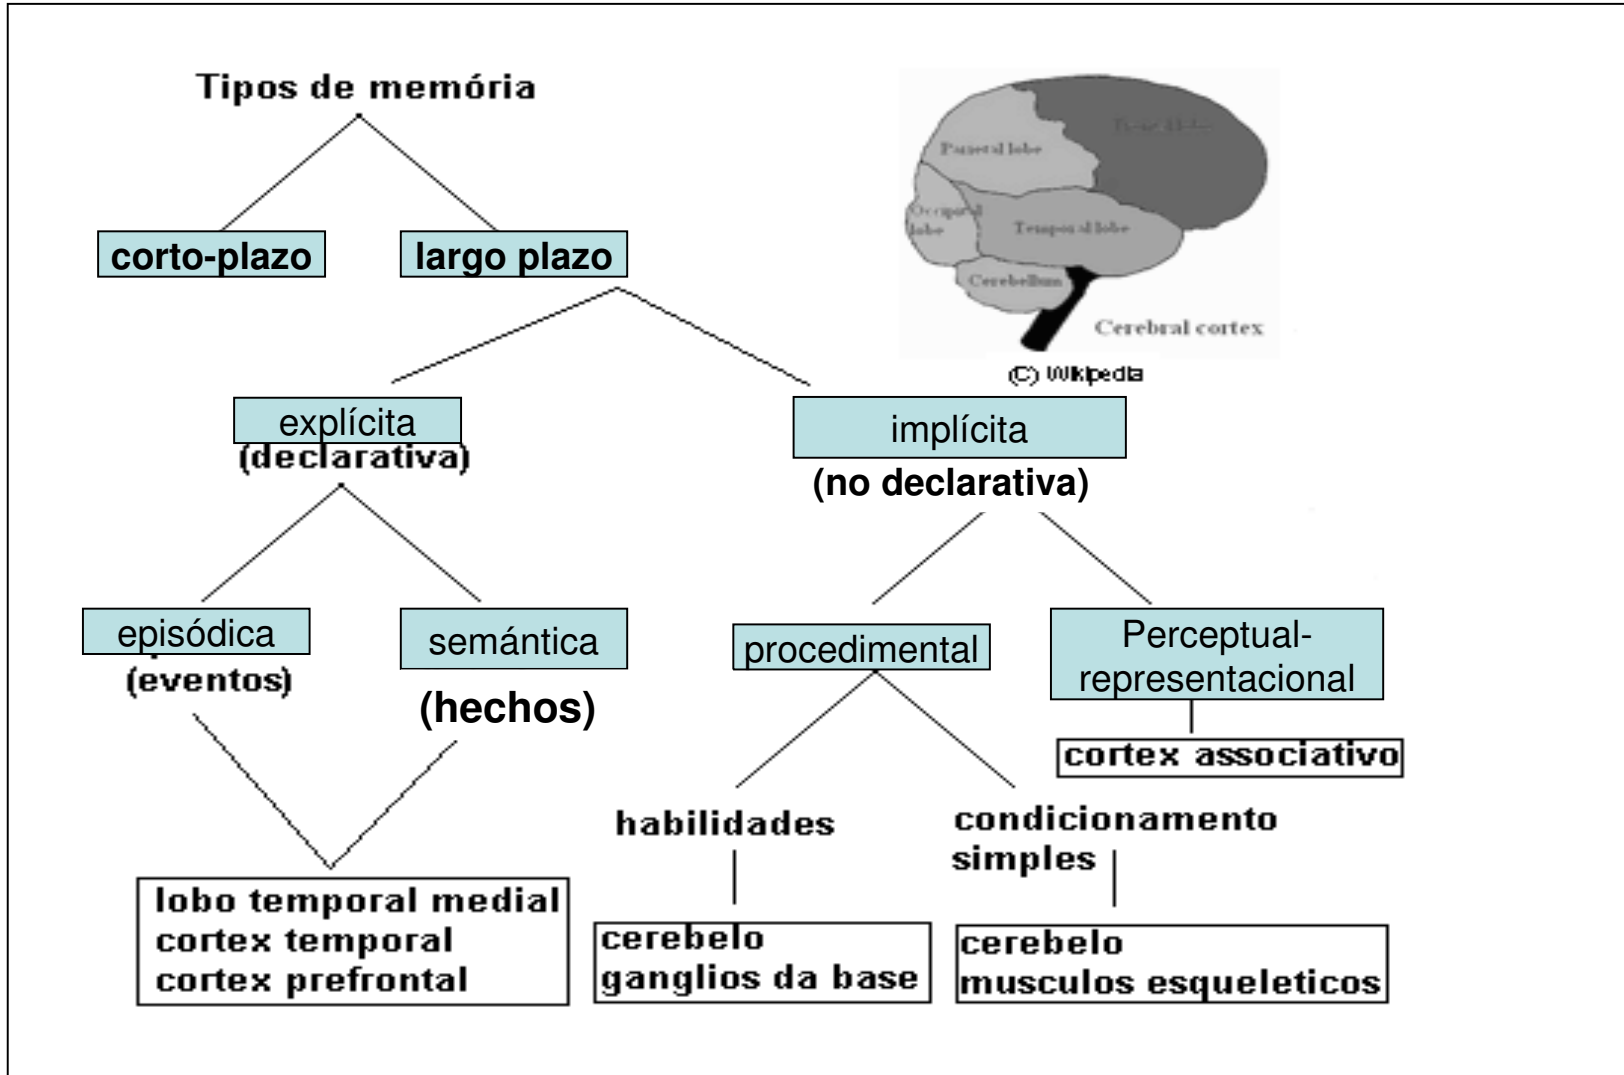 Tipos de memória
corto-plazo
largo plazo
Parietal lobe
Occipital
lobe
Temporal lobe
Cerebellum
Cerebral cortex
(C) Wikipedia
explícita
(declarativa)
implícita
(no declarativa)
episódica
(eventos)
semántica
(hechos)
procedimental
Perceptual-
representacional
cortex associativo
habilidades
condicionamento
simples
lobo temporal medial
cortex temporal
cortex prefrontal
cerebelo
ganglios da base
cerebelo
musculos esqueleticos